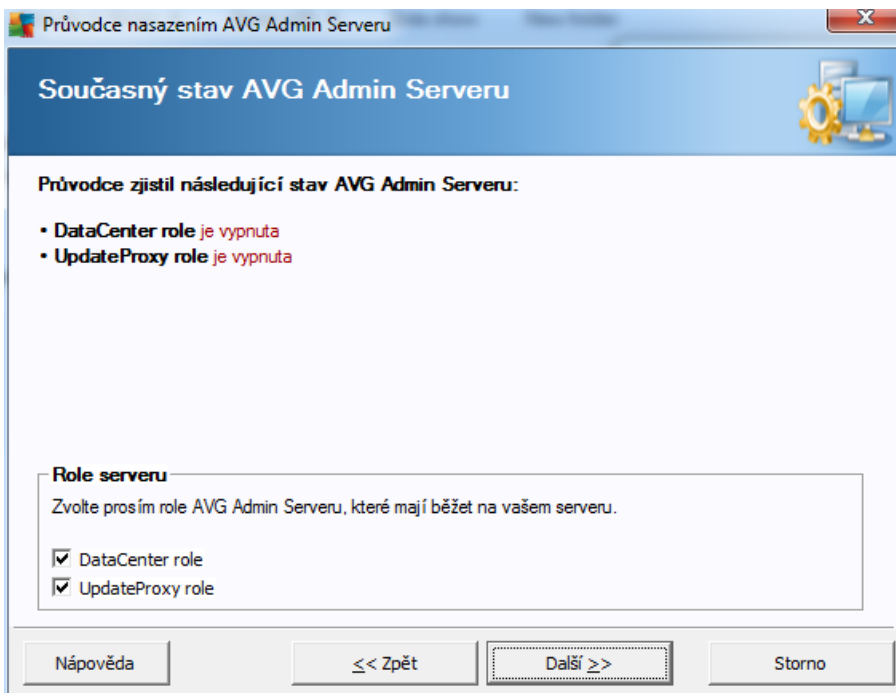 Průvodce nasazením AVG Admin Serveru
Současný stav AVG Admin Serveru
Průvodce zjistil následující stav AVG Admin Serveru:
• DataCenter role je vypnuta
• UpdateProxy role je vypnuta
Role serveru
Zvolte prosím role AVG Admin Serveru, které mají běžet na vašem serveru.
DataCenter role
UpdateProxy role
Nápověda << Zpět Další >> Storno